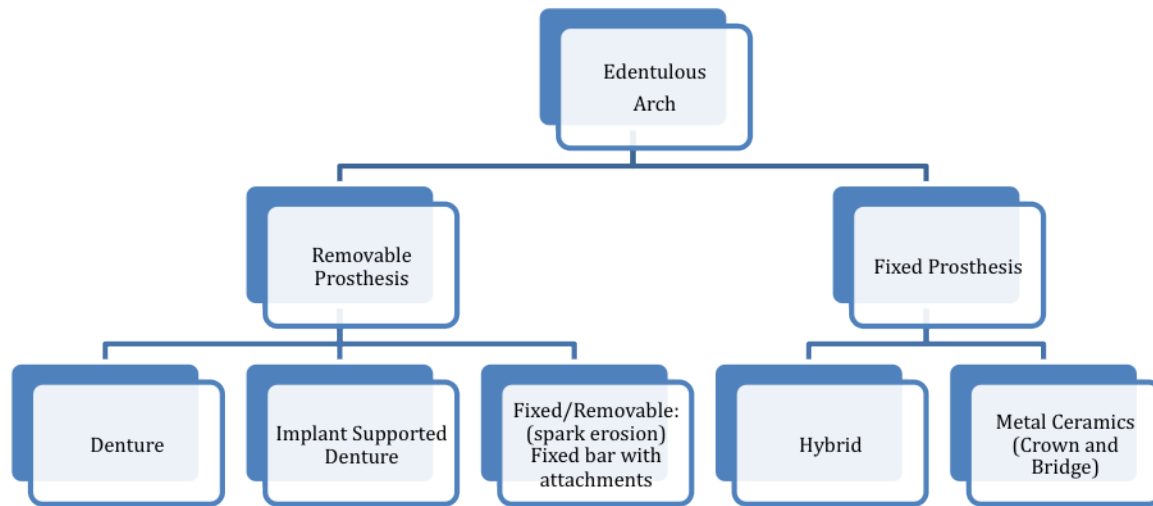 Edentulous
Arch
Removable
Prosthesis
Fixed Prosthesis
Denture
Implant Supported
Denture
Fixed/Removable:
(spark erosion)
Fixed bar with
attachments
Hybrid
Metal Ceramics
(Crown and
Bridge)